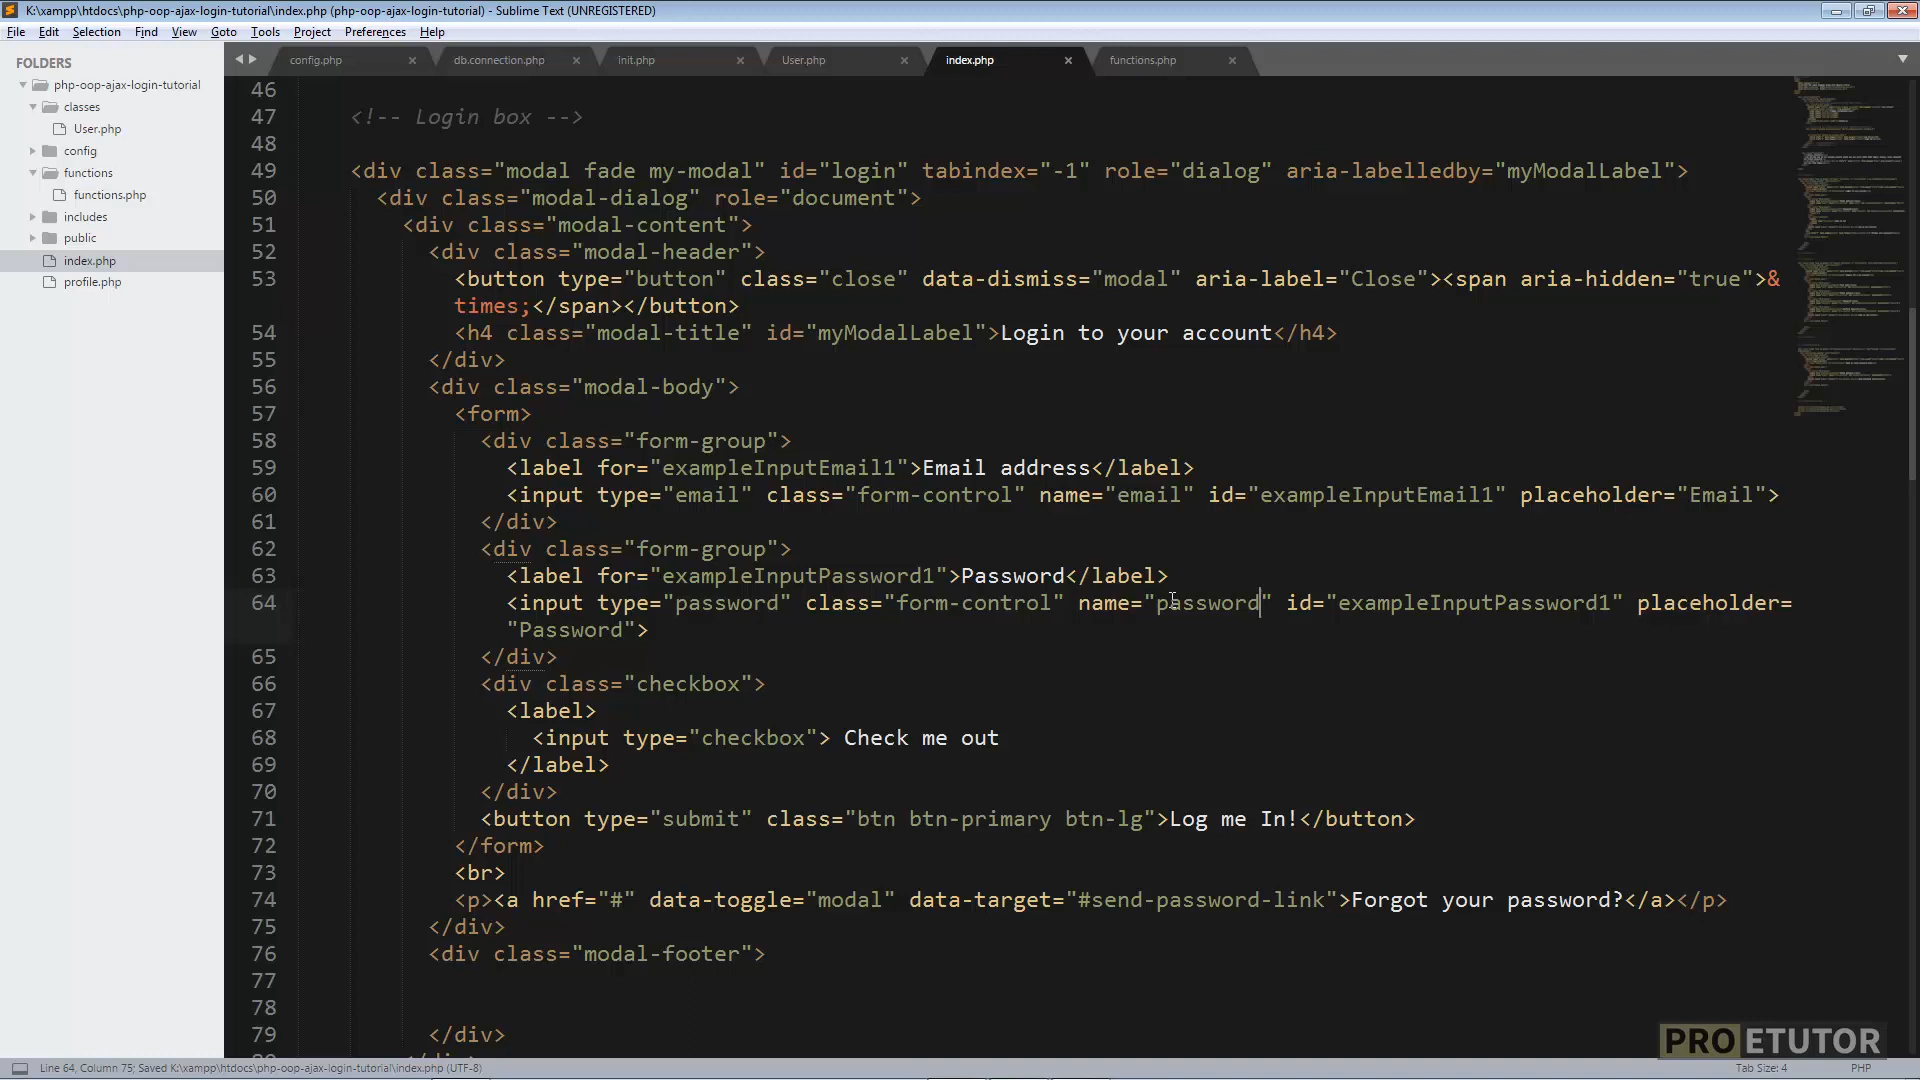 K:\xampp\htdocs\php-oop-ajax-login-tutorial\index.php (php-oop-ajax-login-tutorial) - Sublime Text (UNREGISTERED)
File Edit Selection Find View Goto Tools Project Preferences Help
FOLDERS
php-oop-ajax-login-tutorial
classes
User.php
config
functions
functions.php
includes
public
index.php
profile.php
config.php db.connection.php init.php User.php index.php functions.php
46
47 <!-- Login box -->
48
49 <div class="modal fade my-modal" id="login" tabindex="-1" role="dialog" aria-labelledby="myModalLabel">
50 <div class="modal-dialog" role="document">
51 <div class="modal-content">
52 <div class="modal-header">
53 <button type="button" class="close" data-dismiss="modal" aria-label="Close"><span aria-hidden="true">&
times;</span></button>
54 <h4 class="modal-title" id="myModalLabel">Login to your account</h4>
55 </div>
56 <div class="modal-body">
57 <form>
58 <div class="form-group">
59 <label for="exampleInputEmail1">Email address</label>
60 <input type="email" class="form-control" name="email" id="exampleInputEmail1" placeholder="Email">
61 </div>
62 <div class="form-group">
63 <label for="exampleInputPassword1">Password</label>
64 <input type="password" class="form-control" name="password" id="exampleInputPassword1" placeholder=
"Password">
65 </div>
66 <div class="checkbox">
67 <label>
68 <input type="checkbox"> Check me out
69 </label>
70 </div>
71 <button type="submit" class="btn btn-primary btn-lg">Log me In!</button>
72 </form>
73 <br>
74 <p><a href="#" data-toggle="modal" data-target="#send-password-link">Forgot your password?</a></p>
75 </div>
76 <div class="modal-footer">
77
78
79 </div>
PROETUTOR
Line 64, Column 75; Saved K:\xampp\htdocs\php-oop-ajax-login-tutorial\index.php (UTF-8) Tab Size: 4 PHP